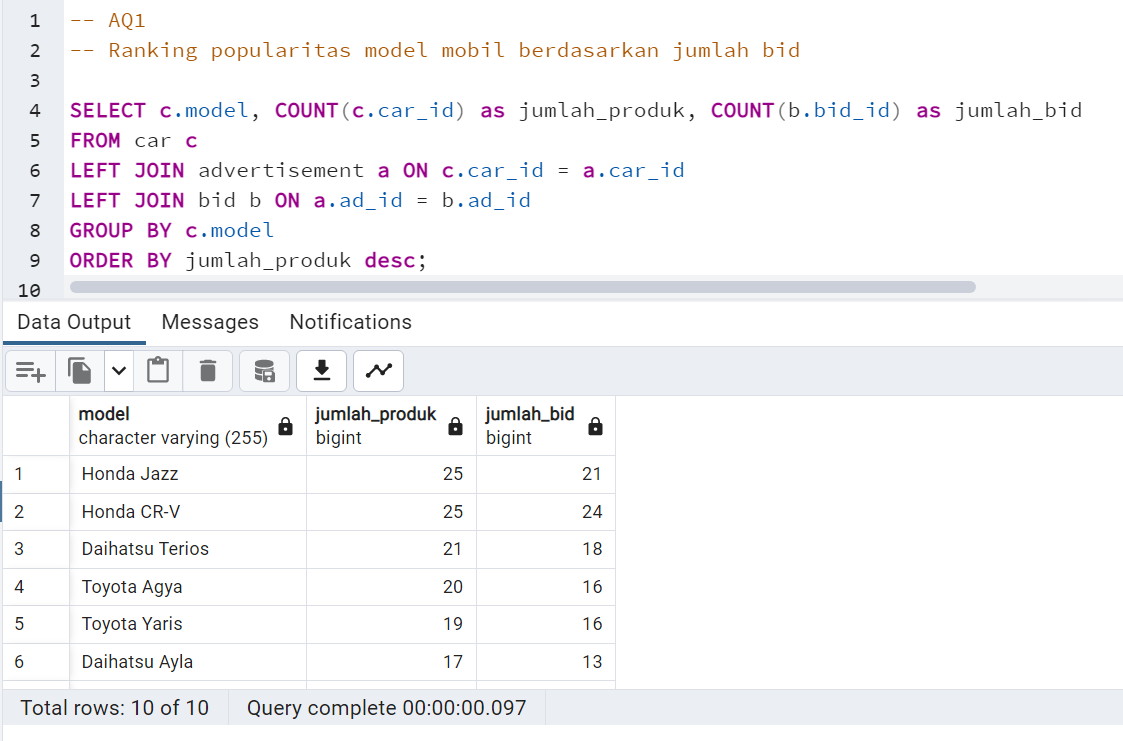 1 -- AQ1
2 -- Ranking popularitas model mobil berdasarkan jumlah bid
3
4 SELECT c.model, COUNT(c.car_id) as jumlah_produk, COUNT(b.bid_id) as jumlah_bid
5 FROM car c
6 LEFT JOIN advertisement a ON c.car_id = a.car_id
7 LEFT JOIN bid b ON a.ad_id = b.ad_id
8 GROUP BY c.model
9 ORDER BY jumlah_produk desc;
10
Data Output Messages Notifications
model jumlah_produk jumlah_bid
character varying (255) bigint bigint
1 Honda Jazz 25 21
2 Honda CR-V 25 24
3 Daihatsu Terios 21 18
4 Toyota Agya 20 16
5 Toyota Yaris 19 16
6 Daihatsu Ayla 17 13
Total rows: 10 of 10 Query complete 00:00:00.097